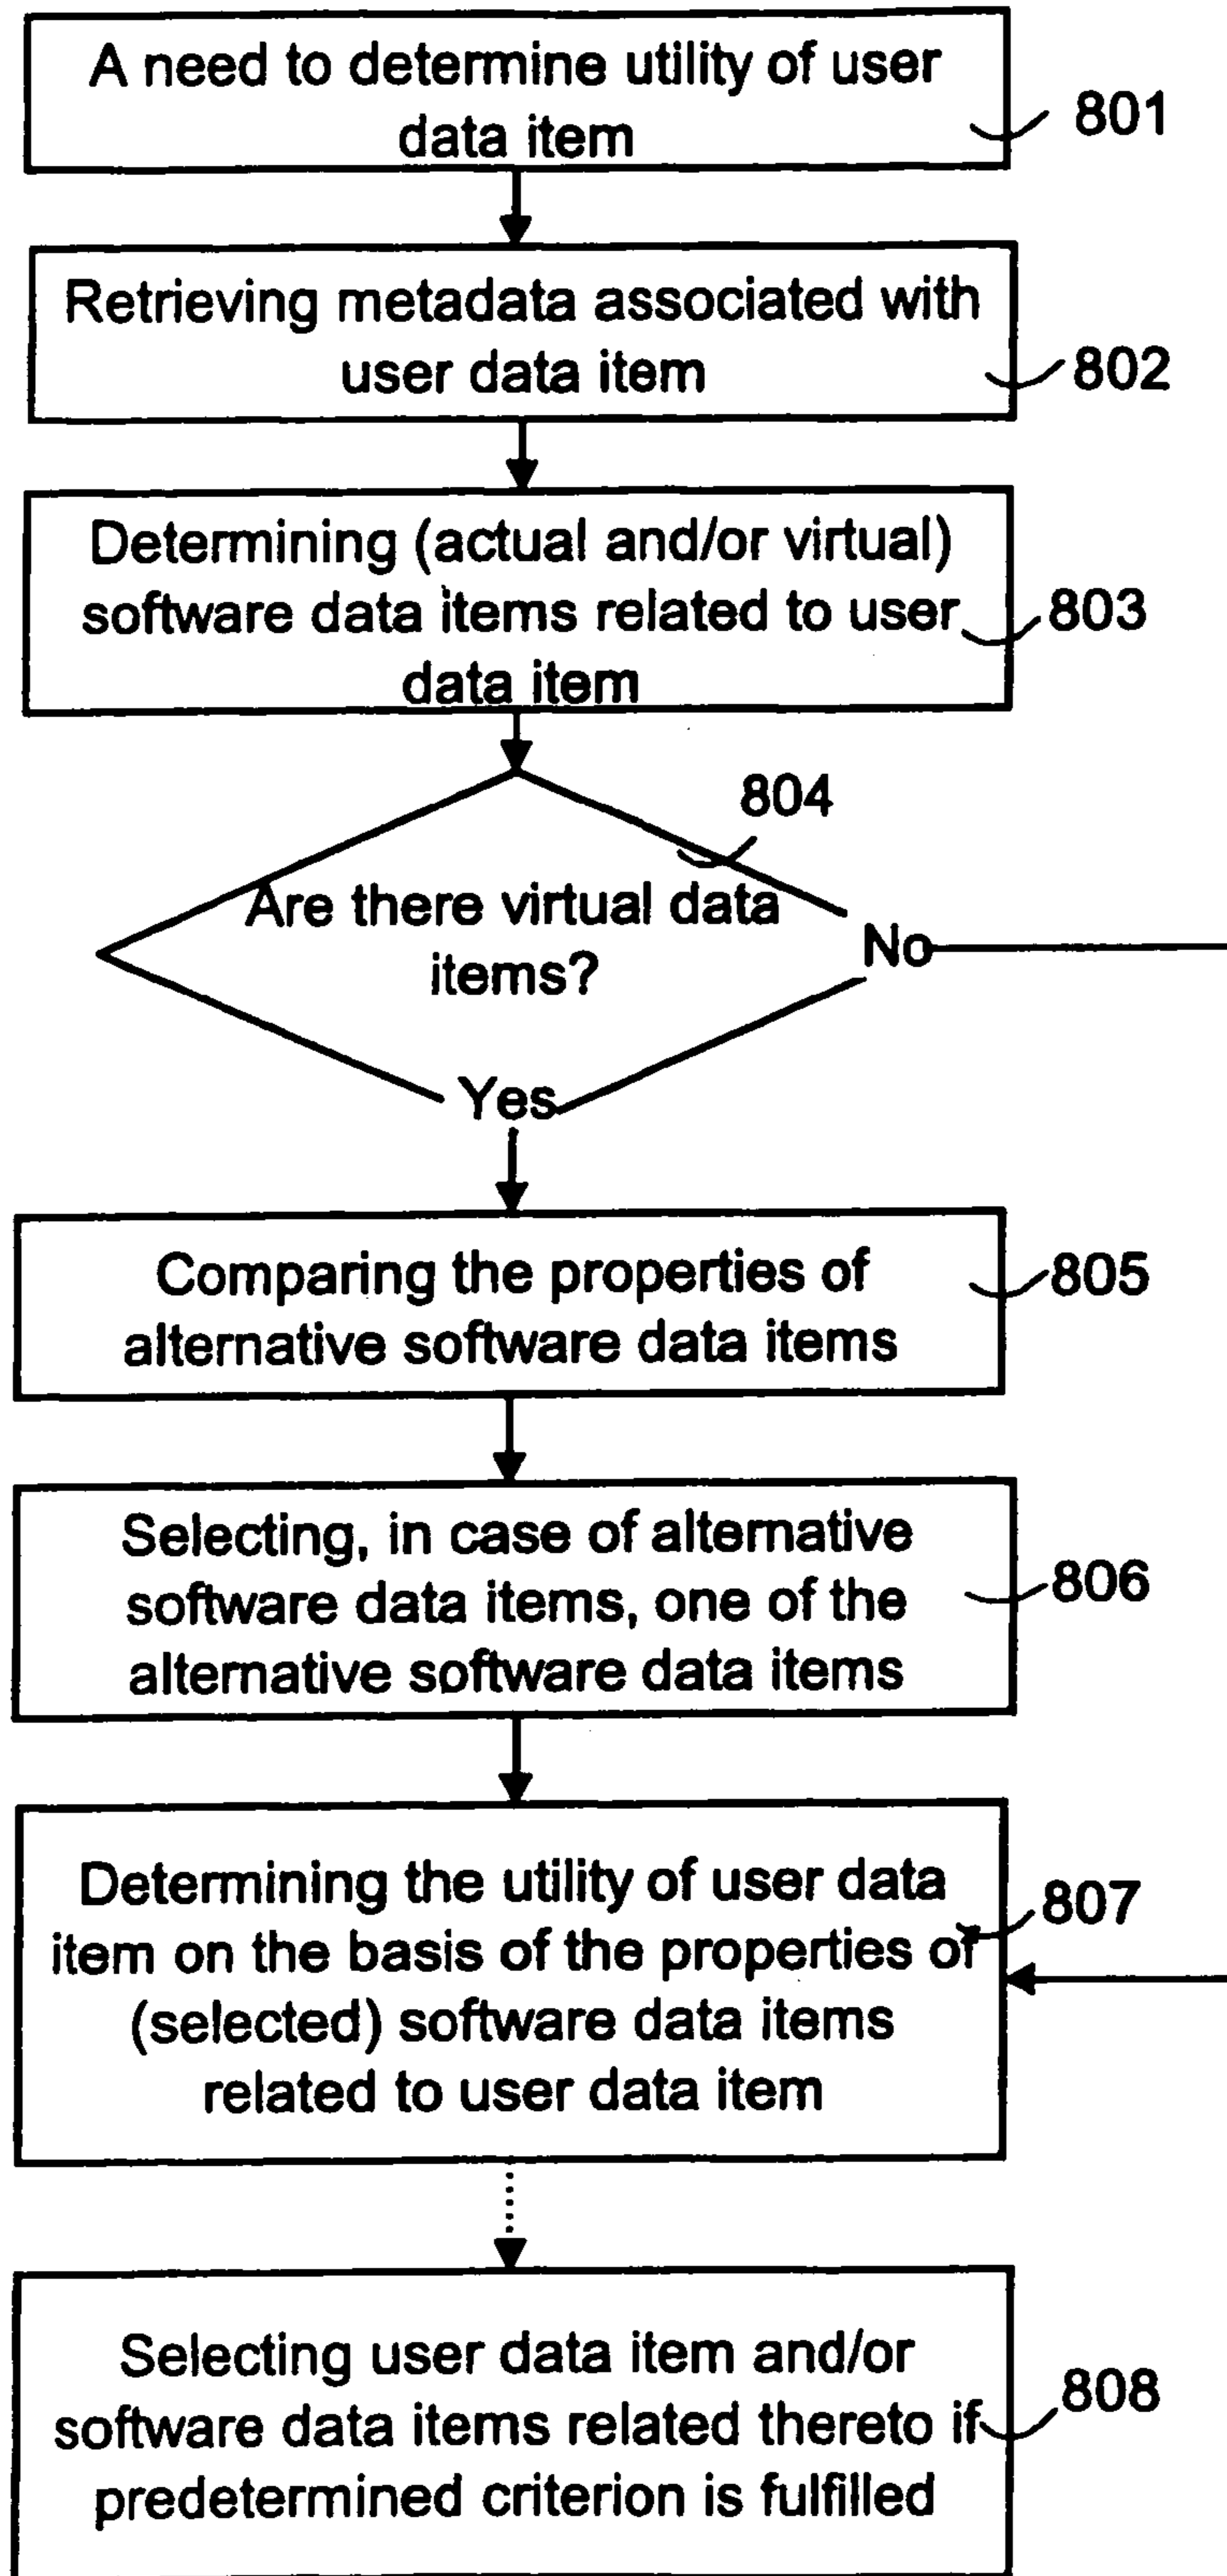 A need to determine utility of user
data item
801
Retrieving metadata associated with
user data item
802
Determining (actual and/or virtual)
software data items related to user
data item
803
804
Are there virtual data
items?
No
Yes
Comparing the properties of
alternative software data items
805
Selecting, in case of alternative
software data items, one of the
alternative software data items
806
Determining the utility of user data
item on the basis of the properties of
(selected) software data items
related to user data item
807
Selecting user data item and/or
software data items related thereto if
predetermined criterion is fulfilled
808